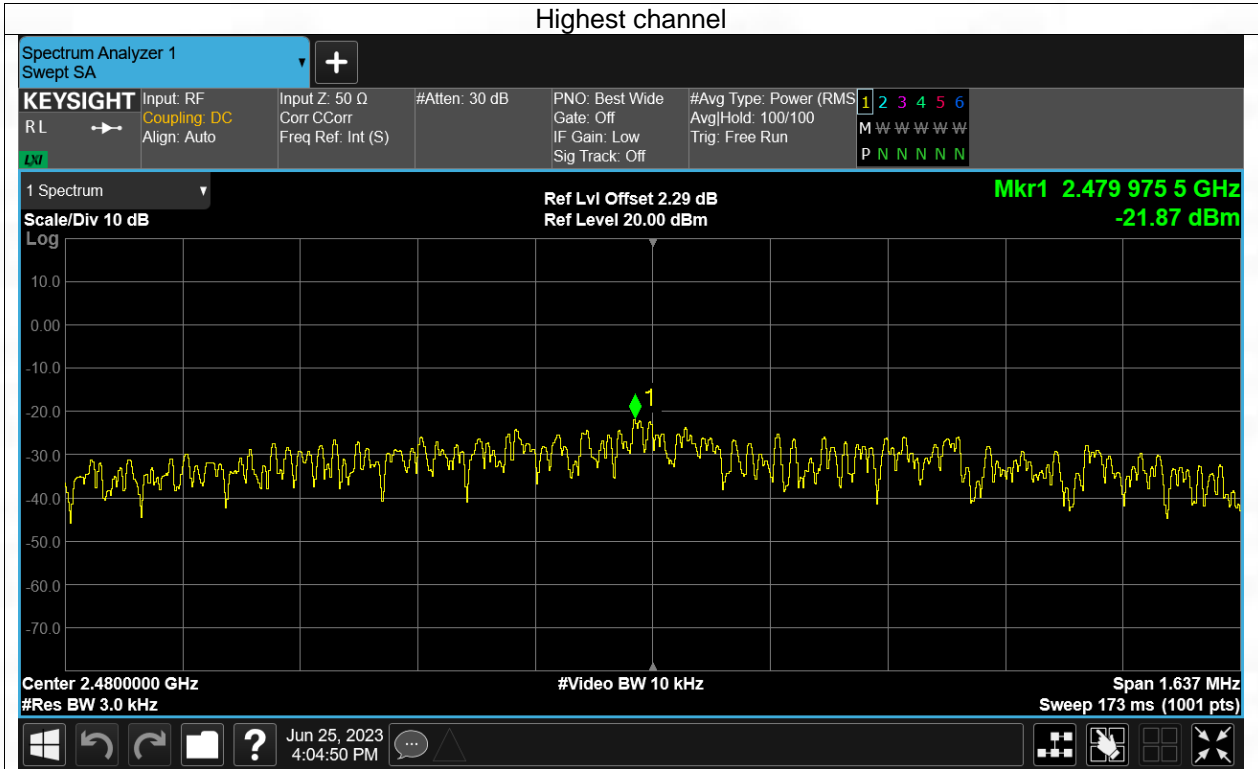 Highest channel
Spectrum Analyzer 1
Swept SA
KEYSIGHT
R L
LXI
Input: RF
Coupling: DC
Align: Auto
Input Z: 50 Ω
Corr CCorr
Freq Ref: Int (S)
#Atten: 30 dB
PNO: Best Wide
Gate: Off
IF Gain: Low
Sig Track: Off
#Avg Type: Power (RMS
Avg|Hold: 100/100
Trig: Free Run
1 2 3 4 5 6
M W W W W W
P N N N N N
1 Spectrum
Scale/Div 10 dB
Ref Lvl Offset 2.29 dB
Ref Level 20.00 dBm
Mkr1 2.479 975 5 GHz
-21.87 dBm
Log
10.0
0.00
-10.0
-20.0
-30.0
-40.0
-50.0
-60.0
-70.0
1
Center 2.4800000 GHz
#Res BW 3.0 kHz
#Video BW 10 kHz
Span 1.637 MHz
Sweep 173 ms (1001 pts)
?
Jun 25, 2023
4:04:50 PM